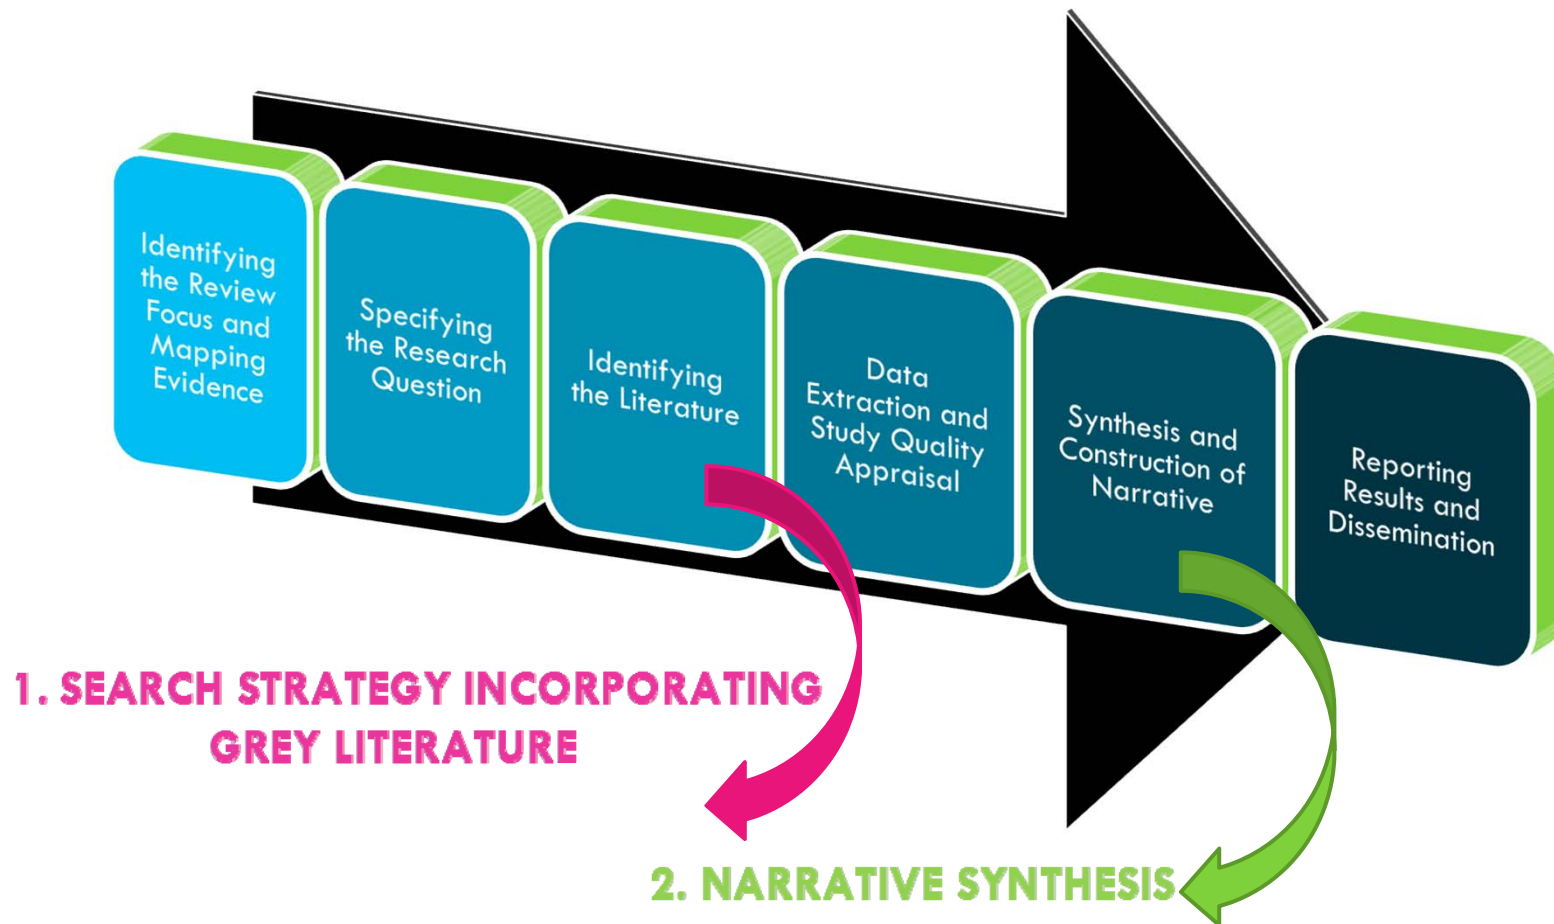 Identifying
the Review
Focus and
Mapping
Evidence
Specifying
the Research
Question
Identifying
the Literature
Data
Extraction and
Study Quality
Appraisal
Synthesis and
Construction of
Narrative
Reporting
Results and
Dissemination
1. SEARCH STRATEGY INCORPORATING
GREY LITERATURE
2. NARRATIVE SYNTHESIS